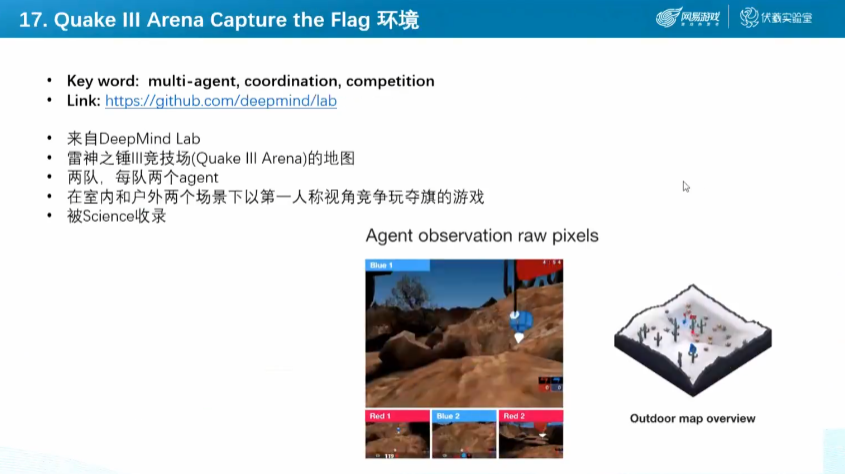 17. Quake III Arena Capture the Flag 环境
网易游戏
伏羲实验室
• Key word: multi-agent, coordination, competition
• Link: https://github.com/deepmind/lab
• 来自DeepMind Lab
• 雷神之锤III竞技场(Quake III Arena)的地图
• 两队，每队两个agent
• 在室内和户外两个场景下以第一人称视角竞争玩夺旗的游戏
• 被Science收录
Agent observation raw pixels
Blue 1
Red 1
Blue 2
Red 2
Outdoor map overview